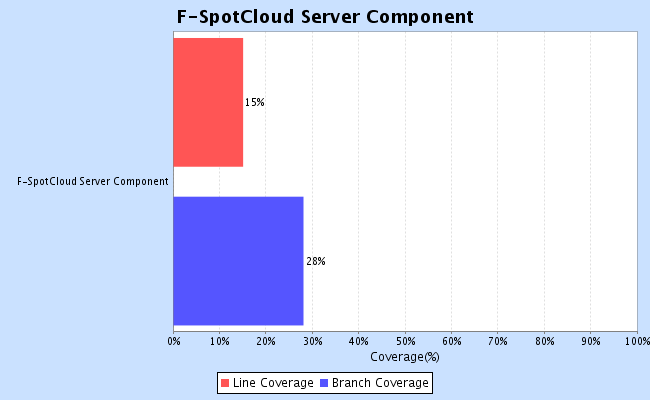 F-SpotCloud Server Component
15%
F-SpotCloud Server Component
28%
0% 10% 20% 30% 40% 50% 60% 70% 80% 90% 100%
Coverage(%)
Line Coverage Branch Coverage